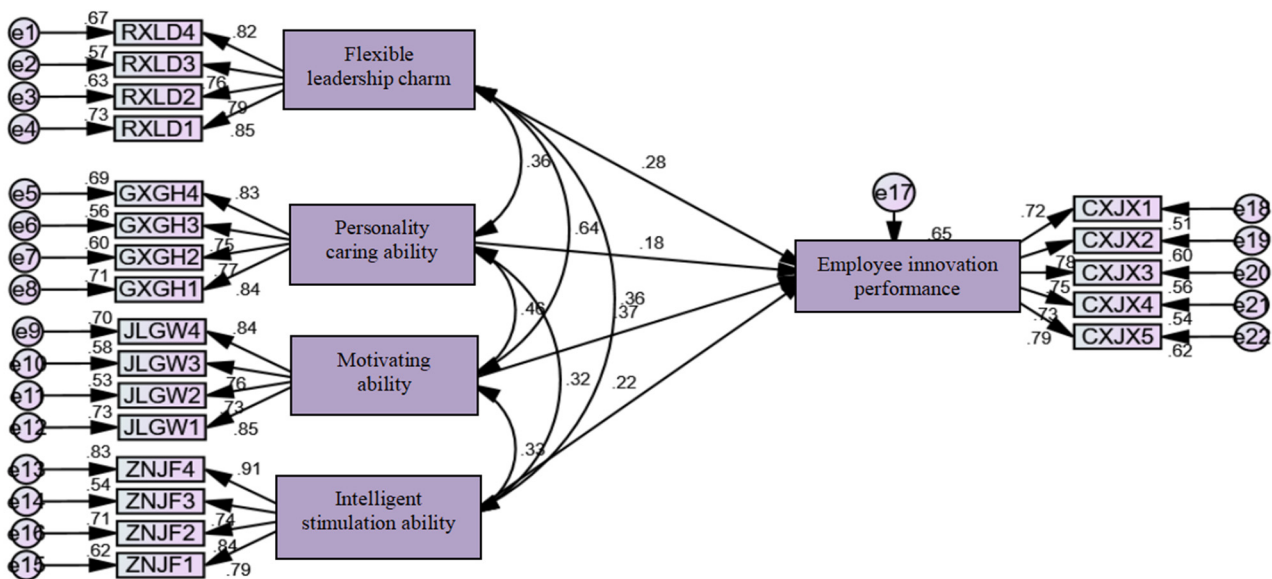 .67
e1 RXLD4 .82
.57
e2 RXLD3 .76
.63
e3 RXLD2 .79
.73
e4 RXLD1 .85
Flexible
leadership charm
.69
e5 GXGH4 .83
.56
e6 GXGH3 .75
.60
e7 GXGH2 .77
.71
e8 GXGH1 .84
Personality
caring ability
.70
e9 JLGW4 .84
.58
e10 JLGW3 .76
.53
e11 JLGW2 .73
.73
e12 JLGW1 .85
Motivating
ability
.83
e13 ZNJF4 .91
.54
e14 ZNJF3 .74
.71
e16 ZNJF2 .84
.62
e15 ZNJF1 .79
Intelligent
stimulation ability
.36
.64
.46
.36
.37
.32
.33
.28
.18
.22
e17
.65
Employee innovation
performance
.72 CXJX1 e18
.51
CXJX2 e19
.78 .60
CXJX3 e20
.75 .56
CXJX4 e21
.73 .54
.79 CXJX5 e22
.62